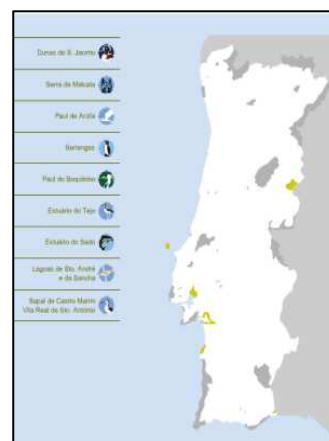 Dunas de S. Jacinto
Serra da Malcata
Paul de Arzila
Berlengas
Paul do Boquilobo
Estuário do Tejo
Estuário do Sado
Lagoas de Sto. André
e da Sancha
Sapal de Castro Marim
Vila Real de Sto. António